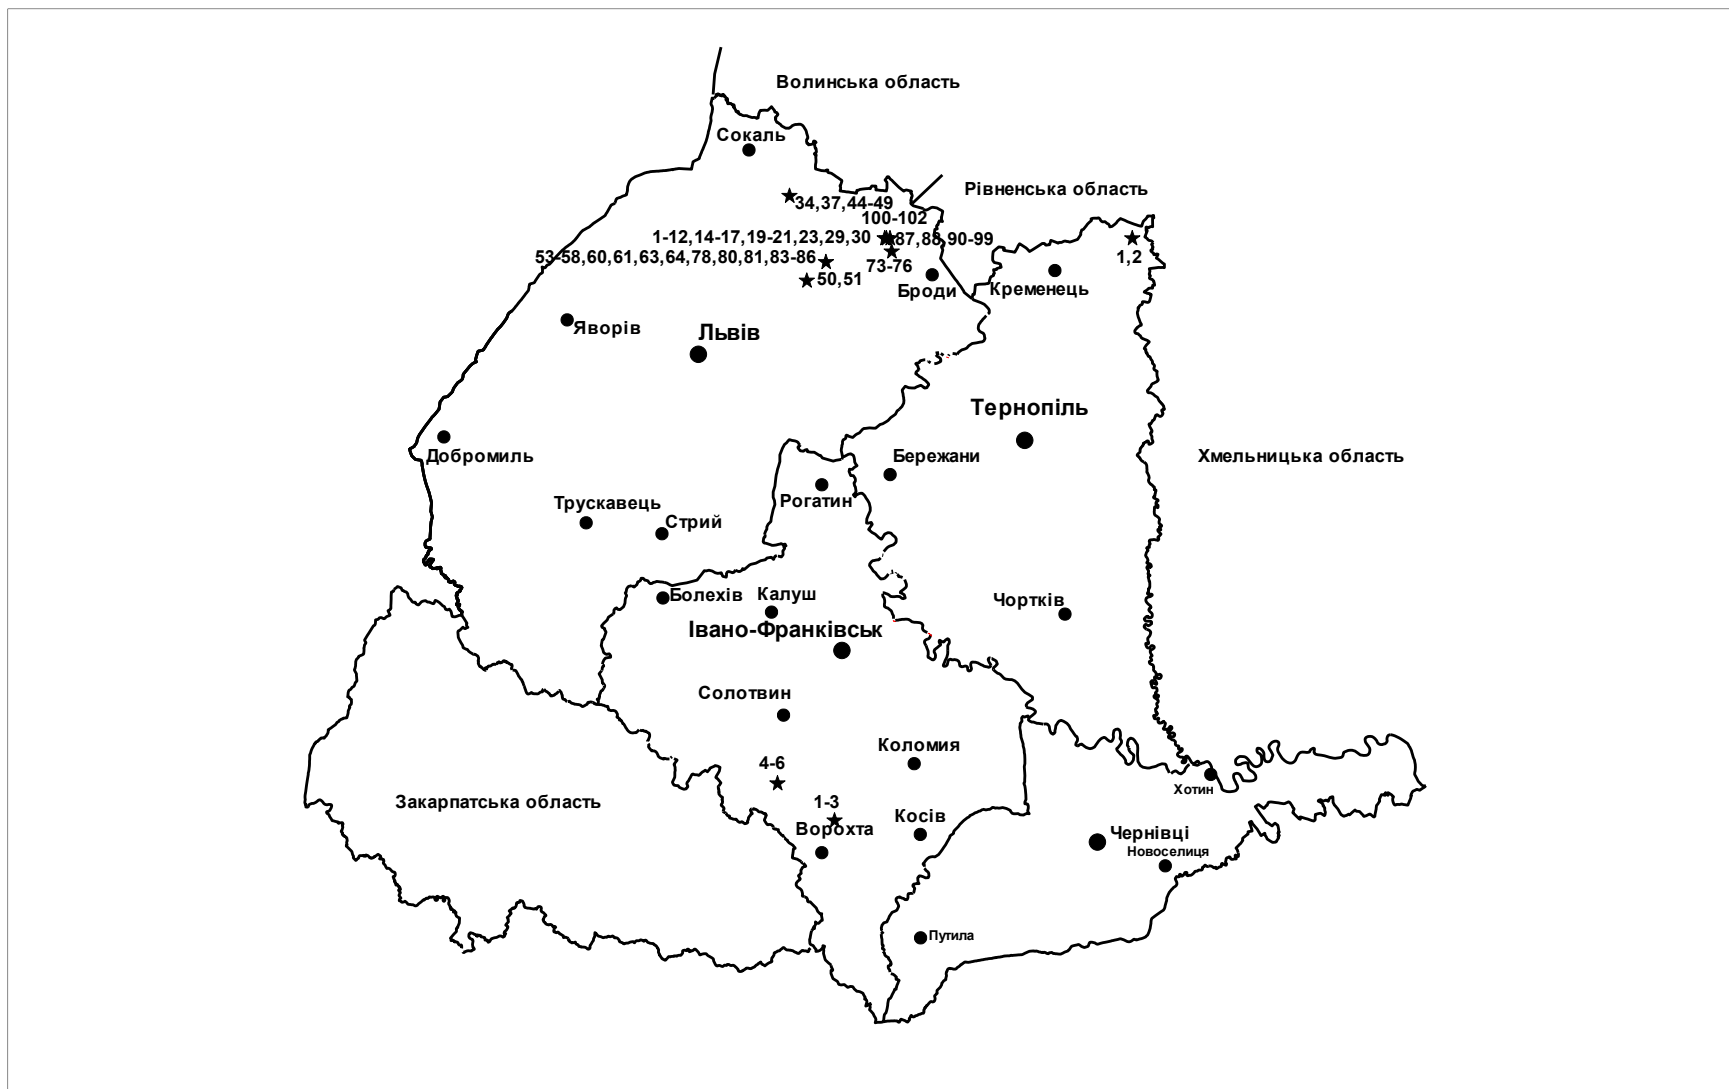 Волинська область
Сокаль
Рівненська область
34,37,44-49
100-102
1-12,14-17,19-21,23,29,30
87,88,90-99
1,2
53-58,60,61,63,64,78,80,81,83-86
73-76
50,51
Броди
Кременець
Яворів
Львів
Тернопіль
Добромиль
Бережани
Хмельницька область
Рогатин
Трускавець
Стрий
Болехів
Калуш
Чортків
Івано-Франківськ
Солотвин
Коломия
4-6
Хотин
Закарпатська область
1-3
Косів
Ворохта
Чернівці
Новоселиця
Путила